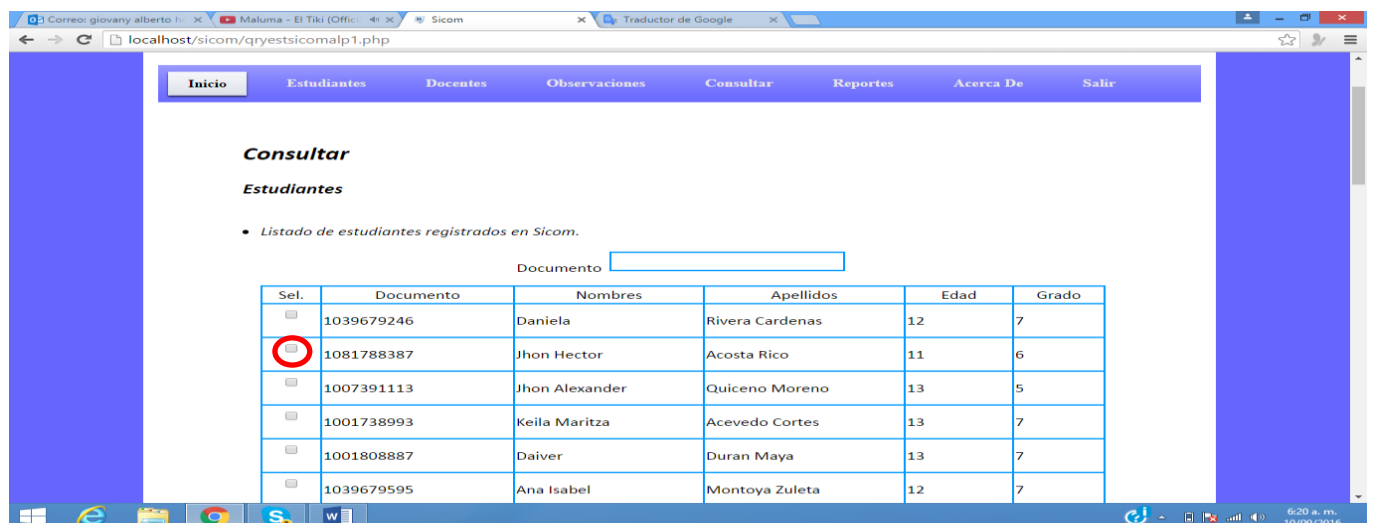 Correo: giovany alberto h
Maluma - El Tiki (Offici
Sicom
Traductor de Google
localhost/sicom/qryestsicomalp1.php
Inicio Estudiantes Docentes Observaciones Consultar Reportes Acerca De Salir
Consultar
Estudiantes
Listado de estudiantes registrados en Sicom.
Documento
Sel. Documento Nombres Apellidos Edad Grado
1039679246 Daniela Rivera Cardenas 12 7
1081788387 Jhon Hector Acosta Rico 11 6
1007391113 Jhon Alexander Quiceno Moreno 13 5
1001738993 Keila Maritza Acevedo Cortes 13 7
1001808887 Daiver Duran Maya 13 7
1039679595 Ana Isabel Montoya Zuleta 12 7
6:20 a. m.
10/09/2016